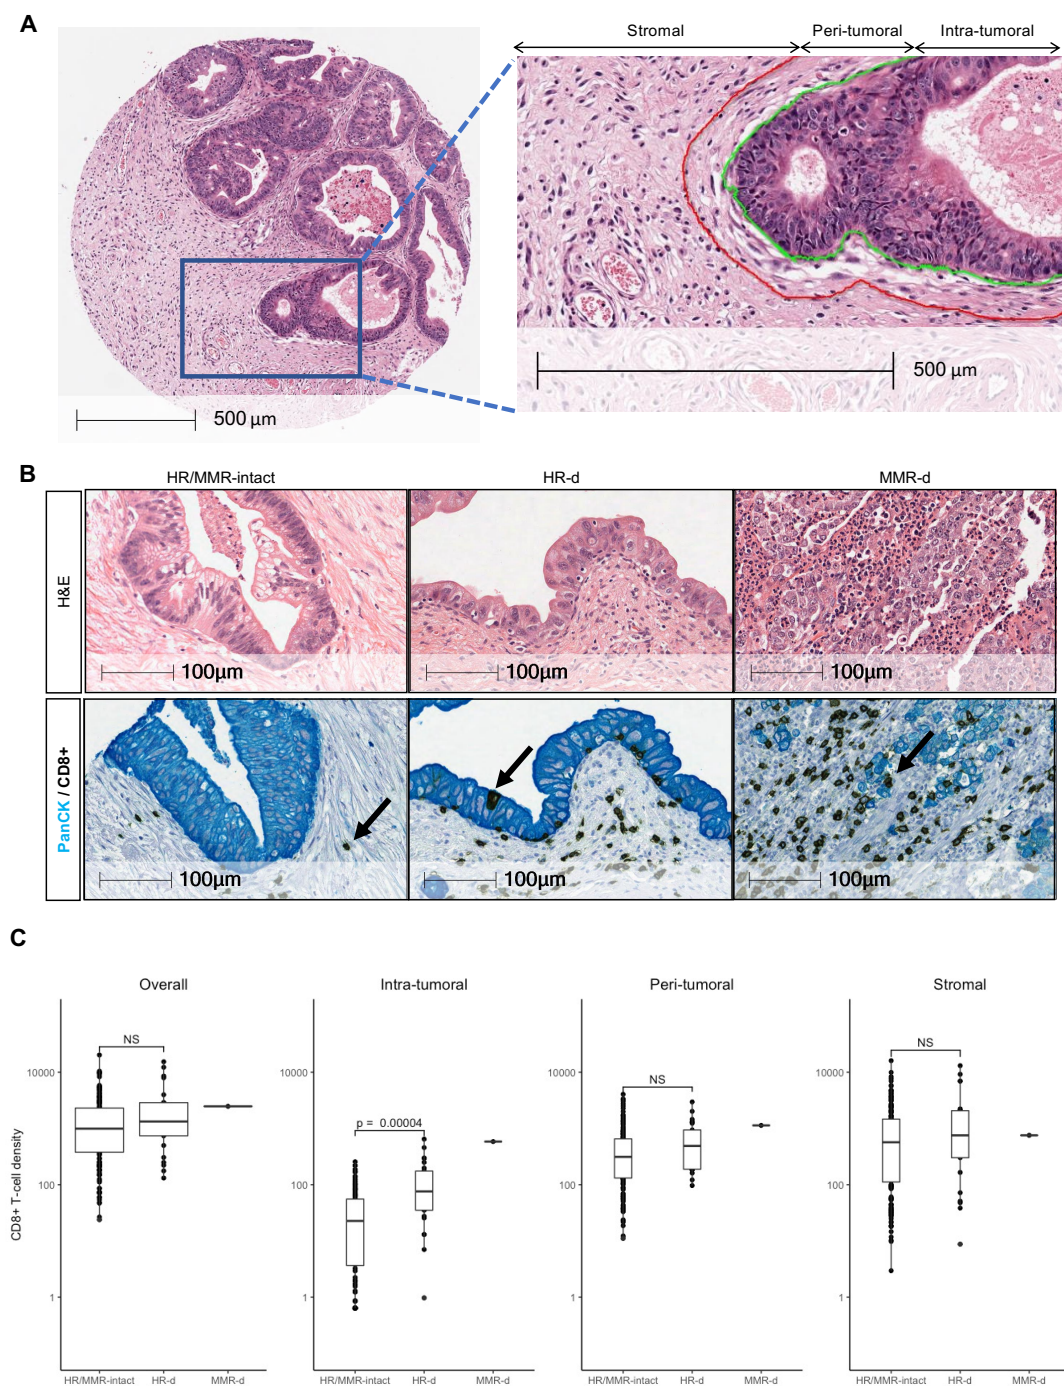 A
Stromal Peri-tumoral Intra-tumoral
500 µm
500 µm
B
HR/MMR-intact HR-d MMR-d
H&E
100µm 100µm 100µm
PanCK / CD8+
100µm 100µm 100µm
C
Overall Intra-tumoral Peri-tumoral Stromal
CD8+ T-cell density
NS p = 0.00004 NS NS
10000 10000 10000 10000
100 100 100 100
1 1 1 1
HR/MMR-intact HR-d MMR-d HR/MMR-intact HR-d MMR-d HR/MMR-intact HR-d MMR-d HR/MMR-intact HR-d MMR-d